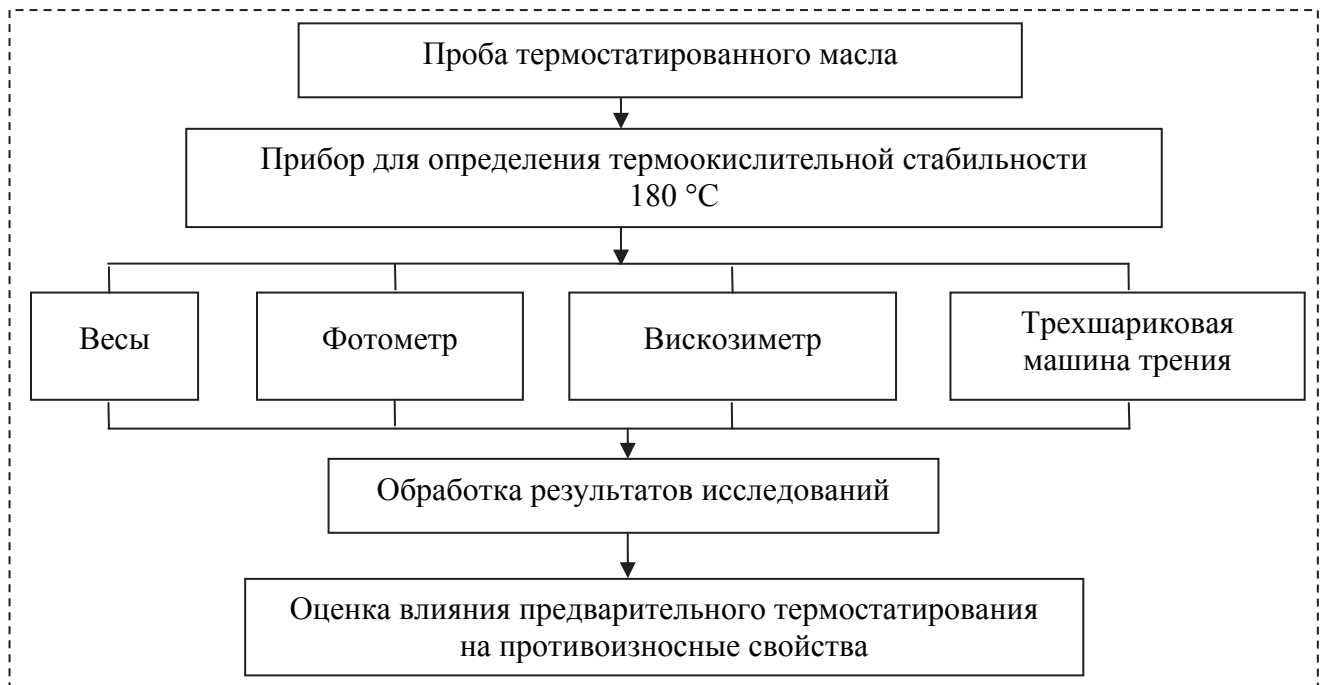 Проба термостатированного масла
Прибор для определения термоокислительной стабильности
180 °C
Весы
Фотометр
Вискозиметр
Трехшариковая
машина трения
Обработка результатов исследований
Оценка влияния предварительного термостатирования
на противоизносные свойства